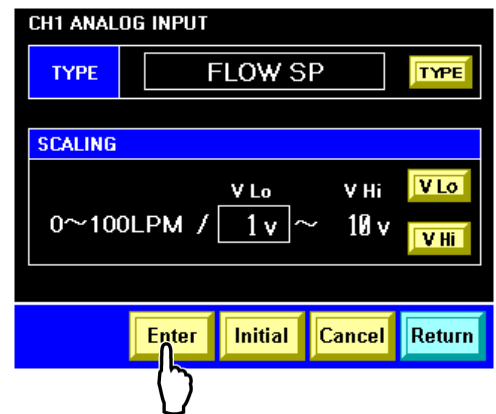 CH1 ANALOG INPUT
TYPE FLOW SP TYPE
SCALING
V Lo V Hi V Lo
0～100LPM / 1 v ～ 10 v V Hi
Enter Initial Cancel Return